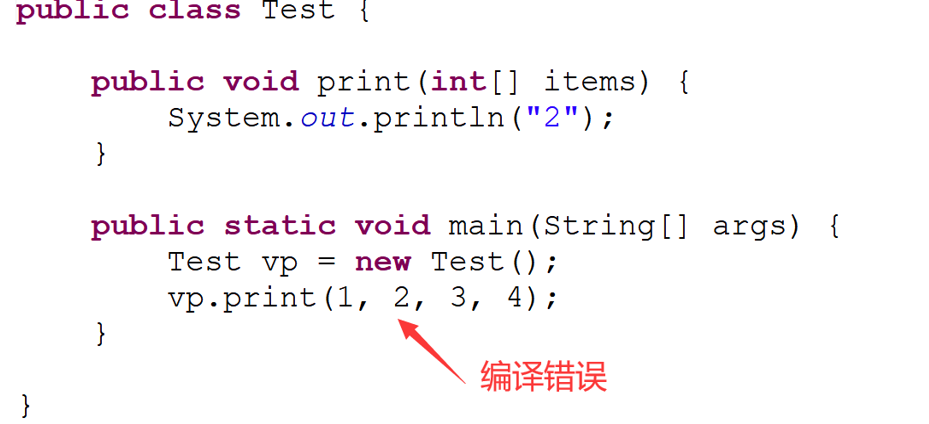 public class Test {
public void print(int[] items) {
System.out.println("2");
}
public static void main(String[] args) {
Test vp = new Test();
vp.print(1, 2, 3, 4);
}
编译错误
}